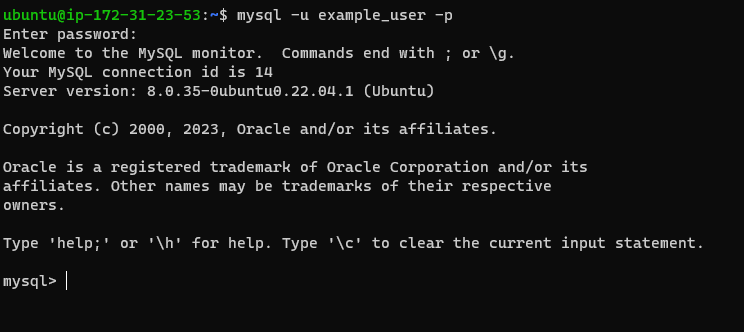 ubuntu@ip-172-31-23-53:~$ mysql -u example_user -p
Enter password:
Welcome to the MySQL monitor.  Commands end with ; or \g.
Your MySQL connection id is 14
Server version: 8.0.35-0ubuntu0.22.04.1 (Ubuntu)
Copyright (c) 2000, 2023, Oracle and/or its affiliates.
Oracle is a registered trademark of Oracle Corporation and/or its
affiliates. Other names may be trademarks of their respective
owners.
Type 'help;' or '\h' for help. Type '\c' to clear the current input statement.
mysql>